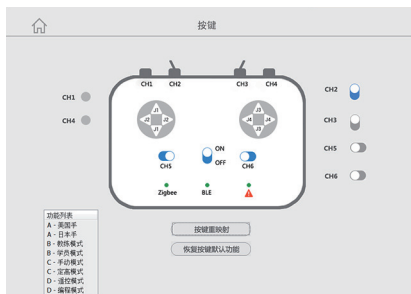 按键
CH1 CH2 CH3 CH4
CH1
CH4
CH2
CH3
CH5
CH6
J1
J2 J2
J1
J3
J4 J4
J3
ON
OFF
CH5 CH6
Zigbee BLE
功能列表
A - 美国手
A - 日本手
B - 教练模式
B - 学员模式
C - 手动模式
C - 定高模式
D - 遥控模式
D - 编程模式
按键重映射
恢复按键默认功能